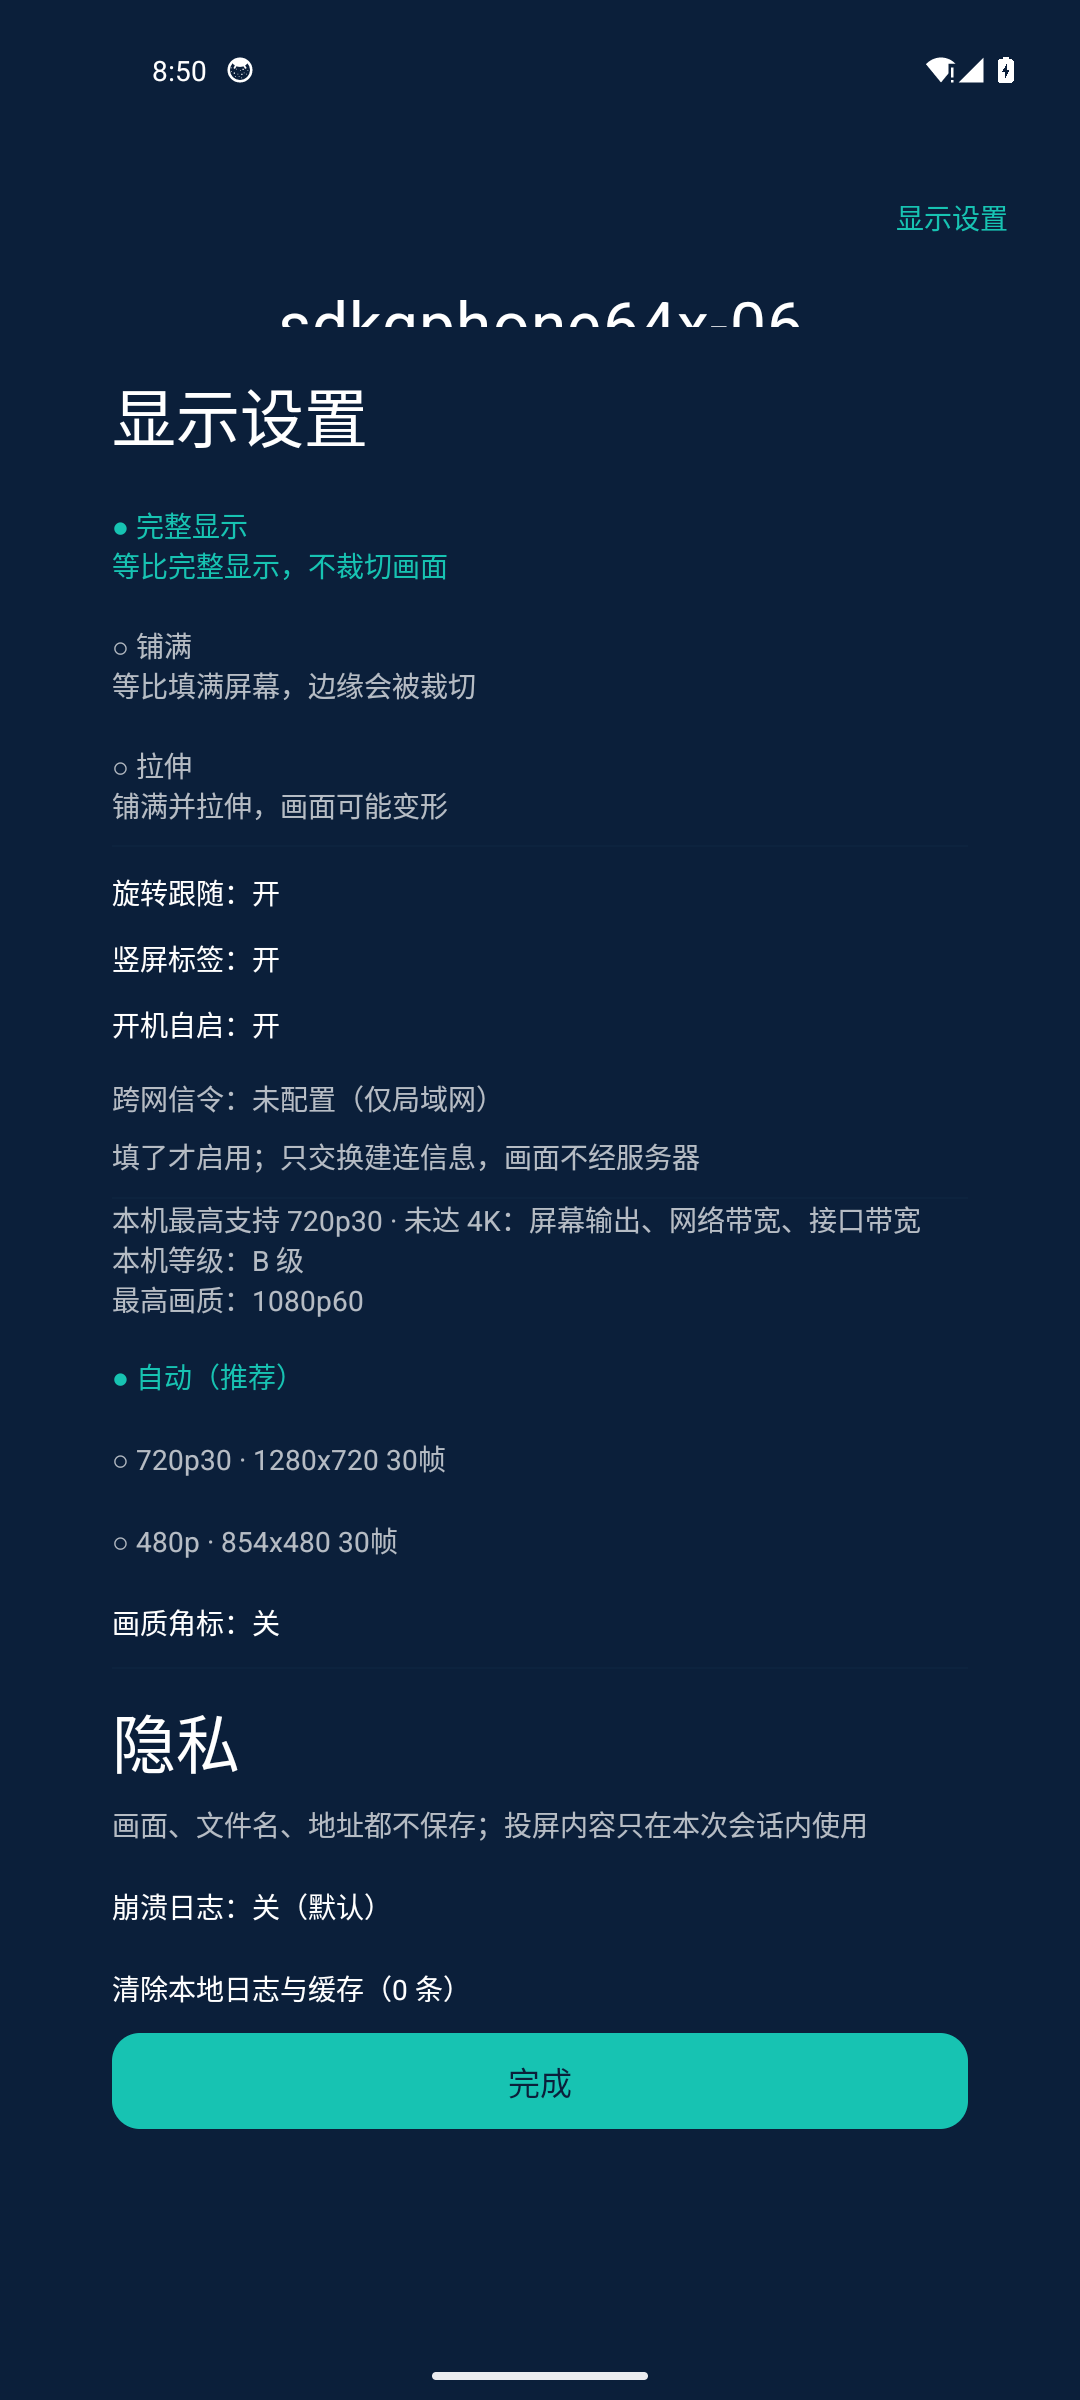 8:50
显示设置
sdkgphone64x-06
显示设置
● 完整显示
等比完整显示，不裁切画面
○ 铺满
等比填满屏幕，边缘会被裁切
○ 拉伸
铺满并拉伸，画面可能变形
旋转跟随：开
竖屏标签：开
开机自启：开
跨网信令：未配置（仅局域网）
填了才启用；只交换建连信息，画面不经服务器
本机最高支持 720p30 · 未达 4K：屏幕输出、网络带宽、接口带宽
本机等级：B 级
最高画质：1080p60
● 自动（推荐）
○ 720p30 · 1280x720 30帧
○ 480p · 854x480 30帧
画质角标：关
隐私
画面、文件名、地址都不保存；投屏内容只在本次会话内使用
崩溃日志：关（默认）
清除本地日志与缓存（0 条）
完成